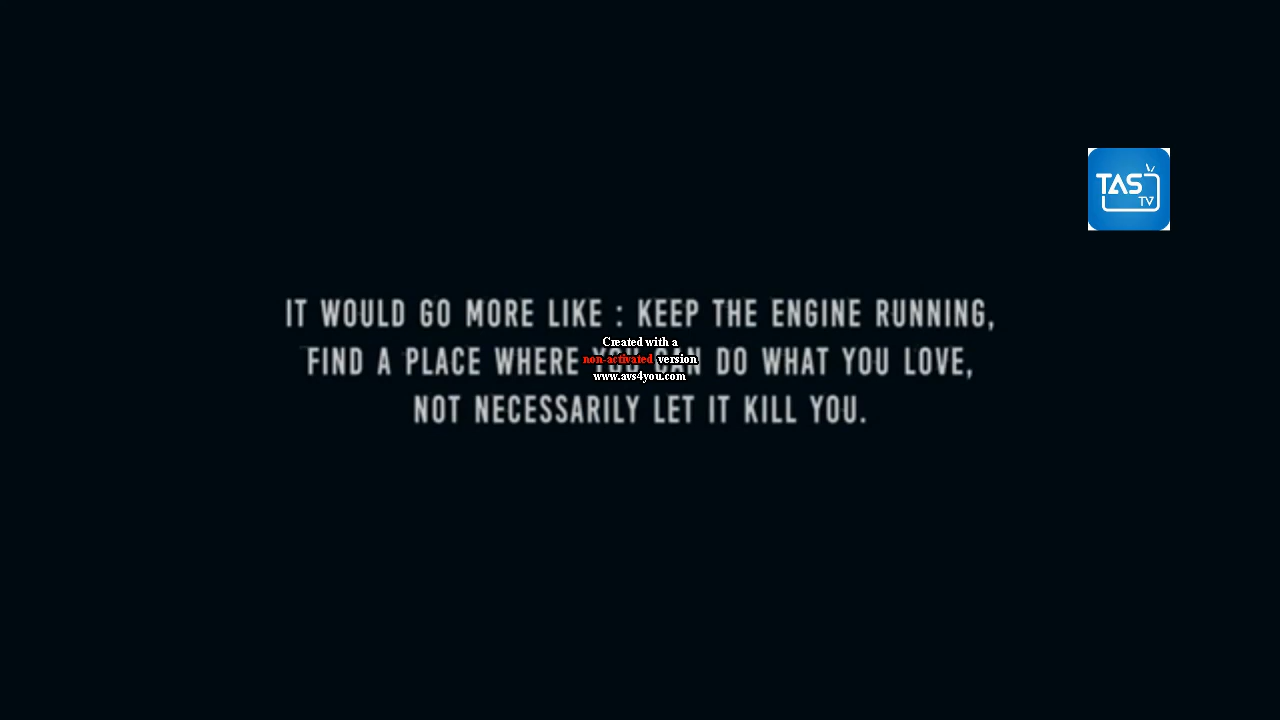 TAS
TV
IT WOULD GO MORE LIKE : KEEP THE ENGINE RUNNING,
FIND A PLACE WHERE YOU CAN DO WHAT YOU LOVE,
NOT NECESSARILY LET IT KILL YOU.
Created with a
non-activated version
www.avs4you.com